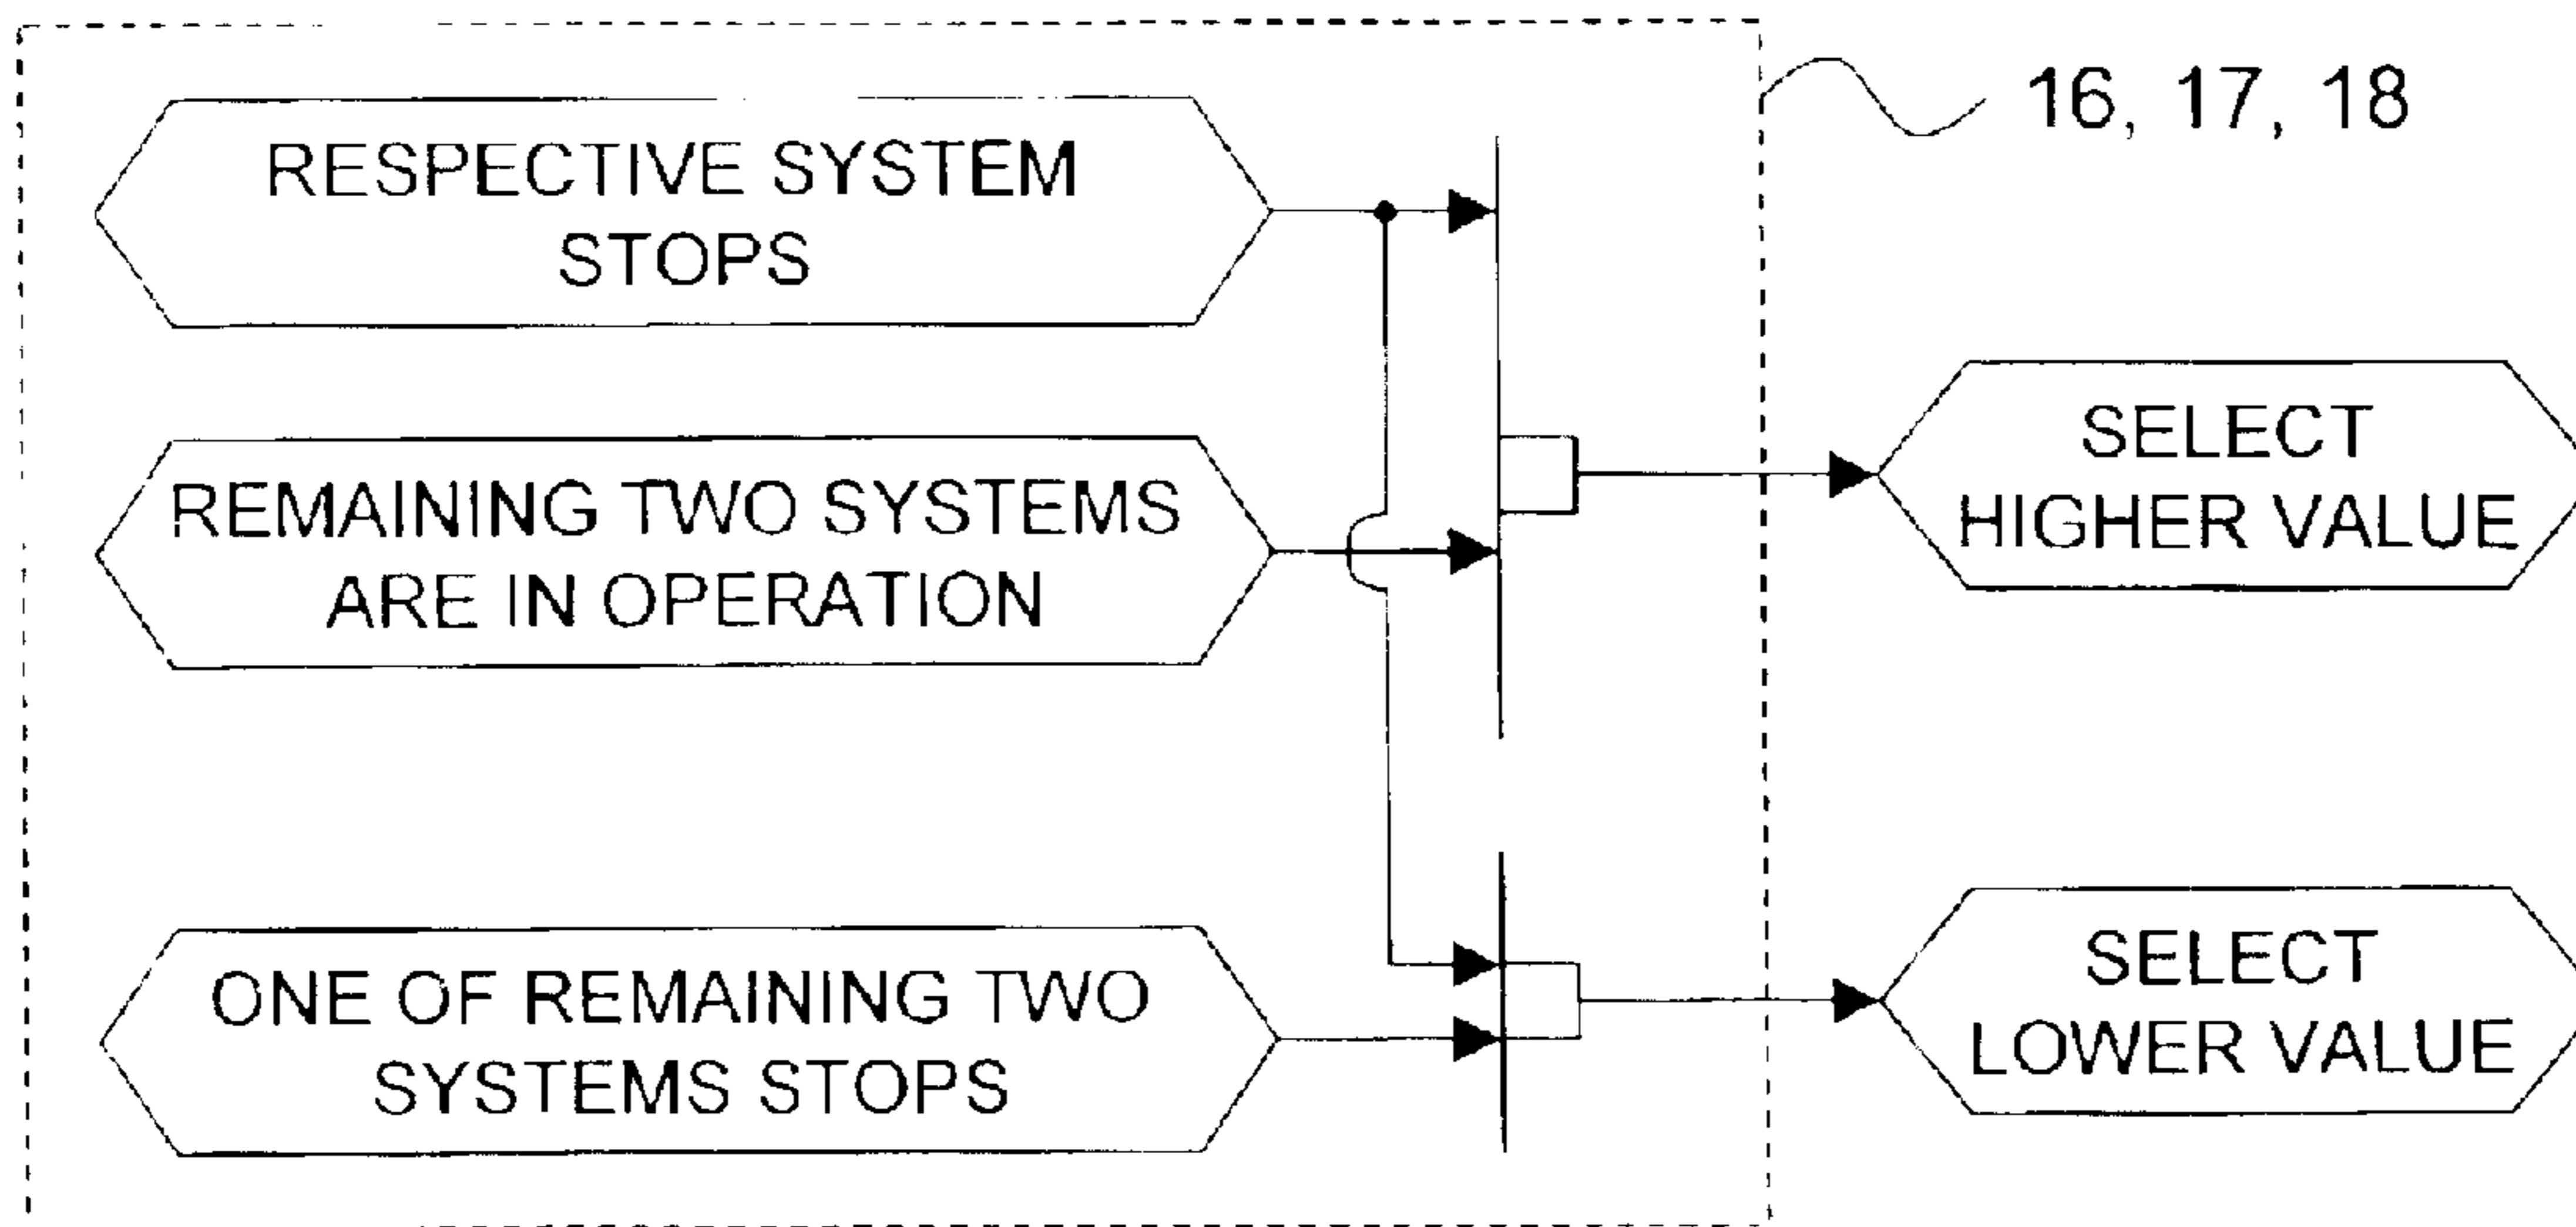 16, 17, 18
RESPECTIVE SYSTEM
STOPS
REMAINING TWO SYSTEMS
ARE IN OPERATION
SELECT
HIGHER VALUE
ONE OF REMAINING TWO
SYSTEMS STOPS
SELECT
LOWER VALUE